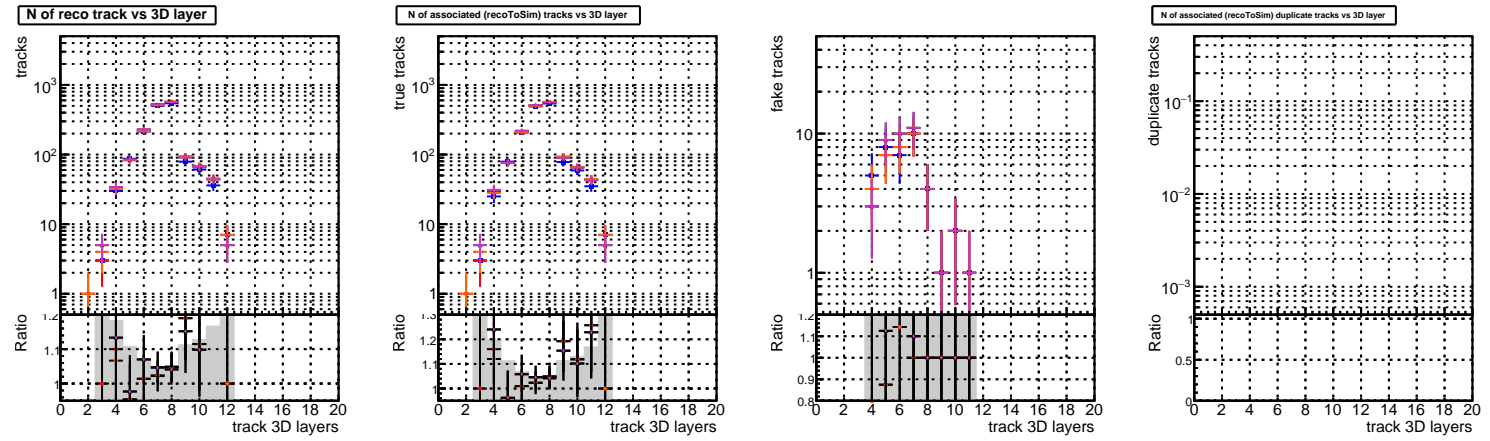 N of reco track vs 3D layer
tracks
10³
10²
10
1
Ratio
1.2
1.1
1
0 2 4 6 8 10 12 14 16 18 20
track 3D layers
N of associated (recoToSim) tracks vs 3D layer
true tracks
10³
10²
10
1
Ratio
1.3
1.2
1.1
1
0 2 4 6 8 10 12 14 16 18 20
track 3D layers
fake tracks
10
1
Ratio
1.2
1.1
1
0.9
0.8
0 2 4 6 8 10 12 14 16 18 20
track 3D layers
N of associated (recoToSim) duplicate tracks vs 3D layer
duplicate tracks
10⁻¹
10⁻²
10⁻³
Ratio
1
0.5
0
0 2 4 6 8 10 12 14 16 18 20
track 3D layers